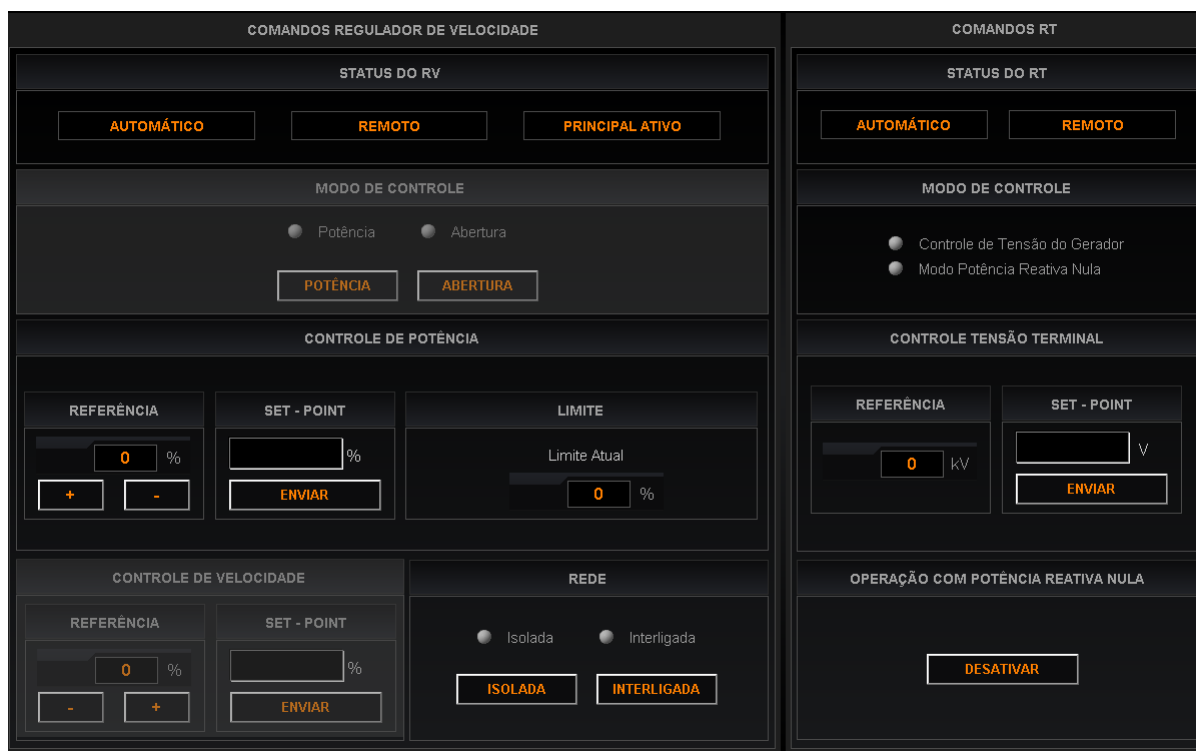 COMANDOS REGULADOR DE VELOCIDADE
STATUS DO RV
AUTOMÁTICO
REMOTO
PRINCIPAL ATIVO
MODO DE CONTROLE
Potência
Abertura
POTÊNCIA
ABERTURA
CONTROLE DE POTÊNCIA
REFERÊNCIA
0 %
+
-
SET - POINT
%
ENVIAR
LIMITE
Limite Atual
0 %
CONTROLE DE VELOCIDADE
REFERÊNCIA
0 %
-
+
SET - POINT
%
ENVIAR
REDE
Isolada
Interligada
ISOLADA
INTERLIGADA
COMANDOS RT
STATUS DO RT
AUTOMÁTICO
REMOTO
MODO DE CONTROLE
Controle de Tensão do Gerador
Modo Potência Reativa Nula
CONTROLE TENSÃO TERMINAL
REFERÊNCIA
0 kV
SET - POINT
V
ENVIAR
OPERAÇÃO COM POTÊNCIA REATIVA NULA
DESATIVAR